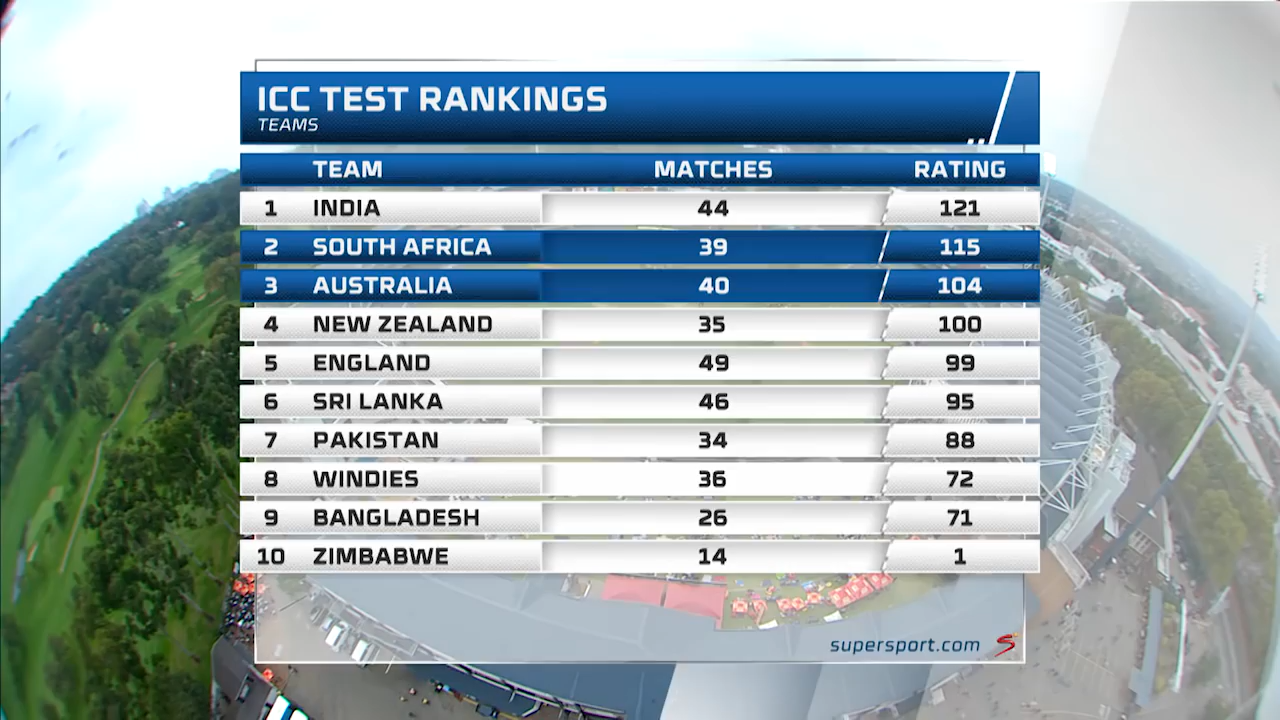 ICC TEST RANKINGS
TEAMS
TEAM MATCHES RATING
1 INDIA 44 121
2 SOUTH AFRICA 39 115
3 AUSTRALIA 40 104
4 NEW ZEALAND 35 100
5 ENGLAND 49 99
6 SRI LANKA 46 95
7 PAKISTAN 34 88
8 WINDIES 36 72
9 BANGLADESH 26 71
10 ZIMBABWE 14 1
supersport.com